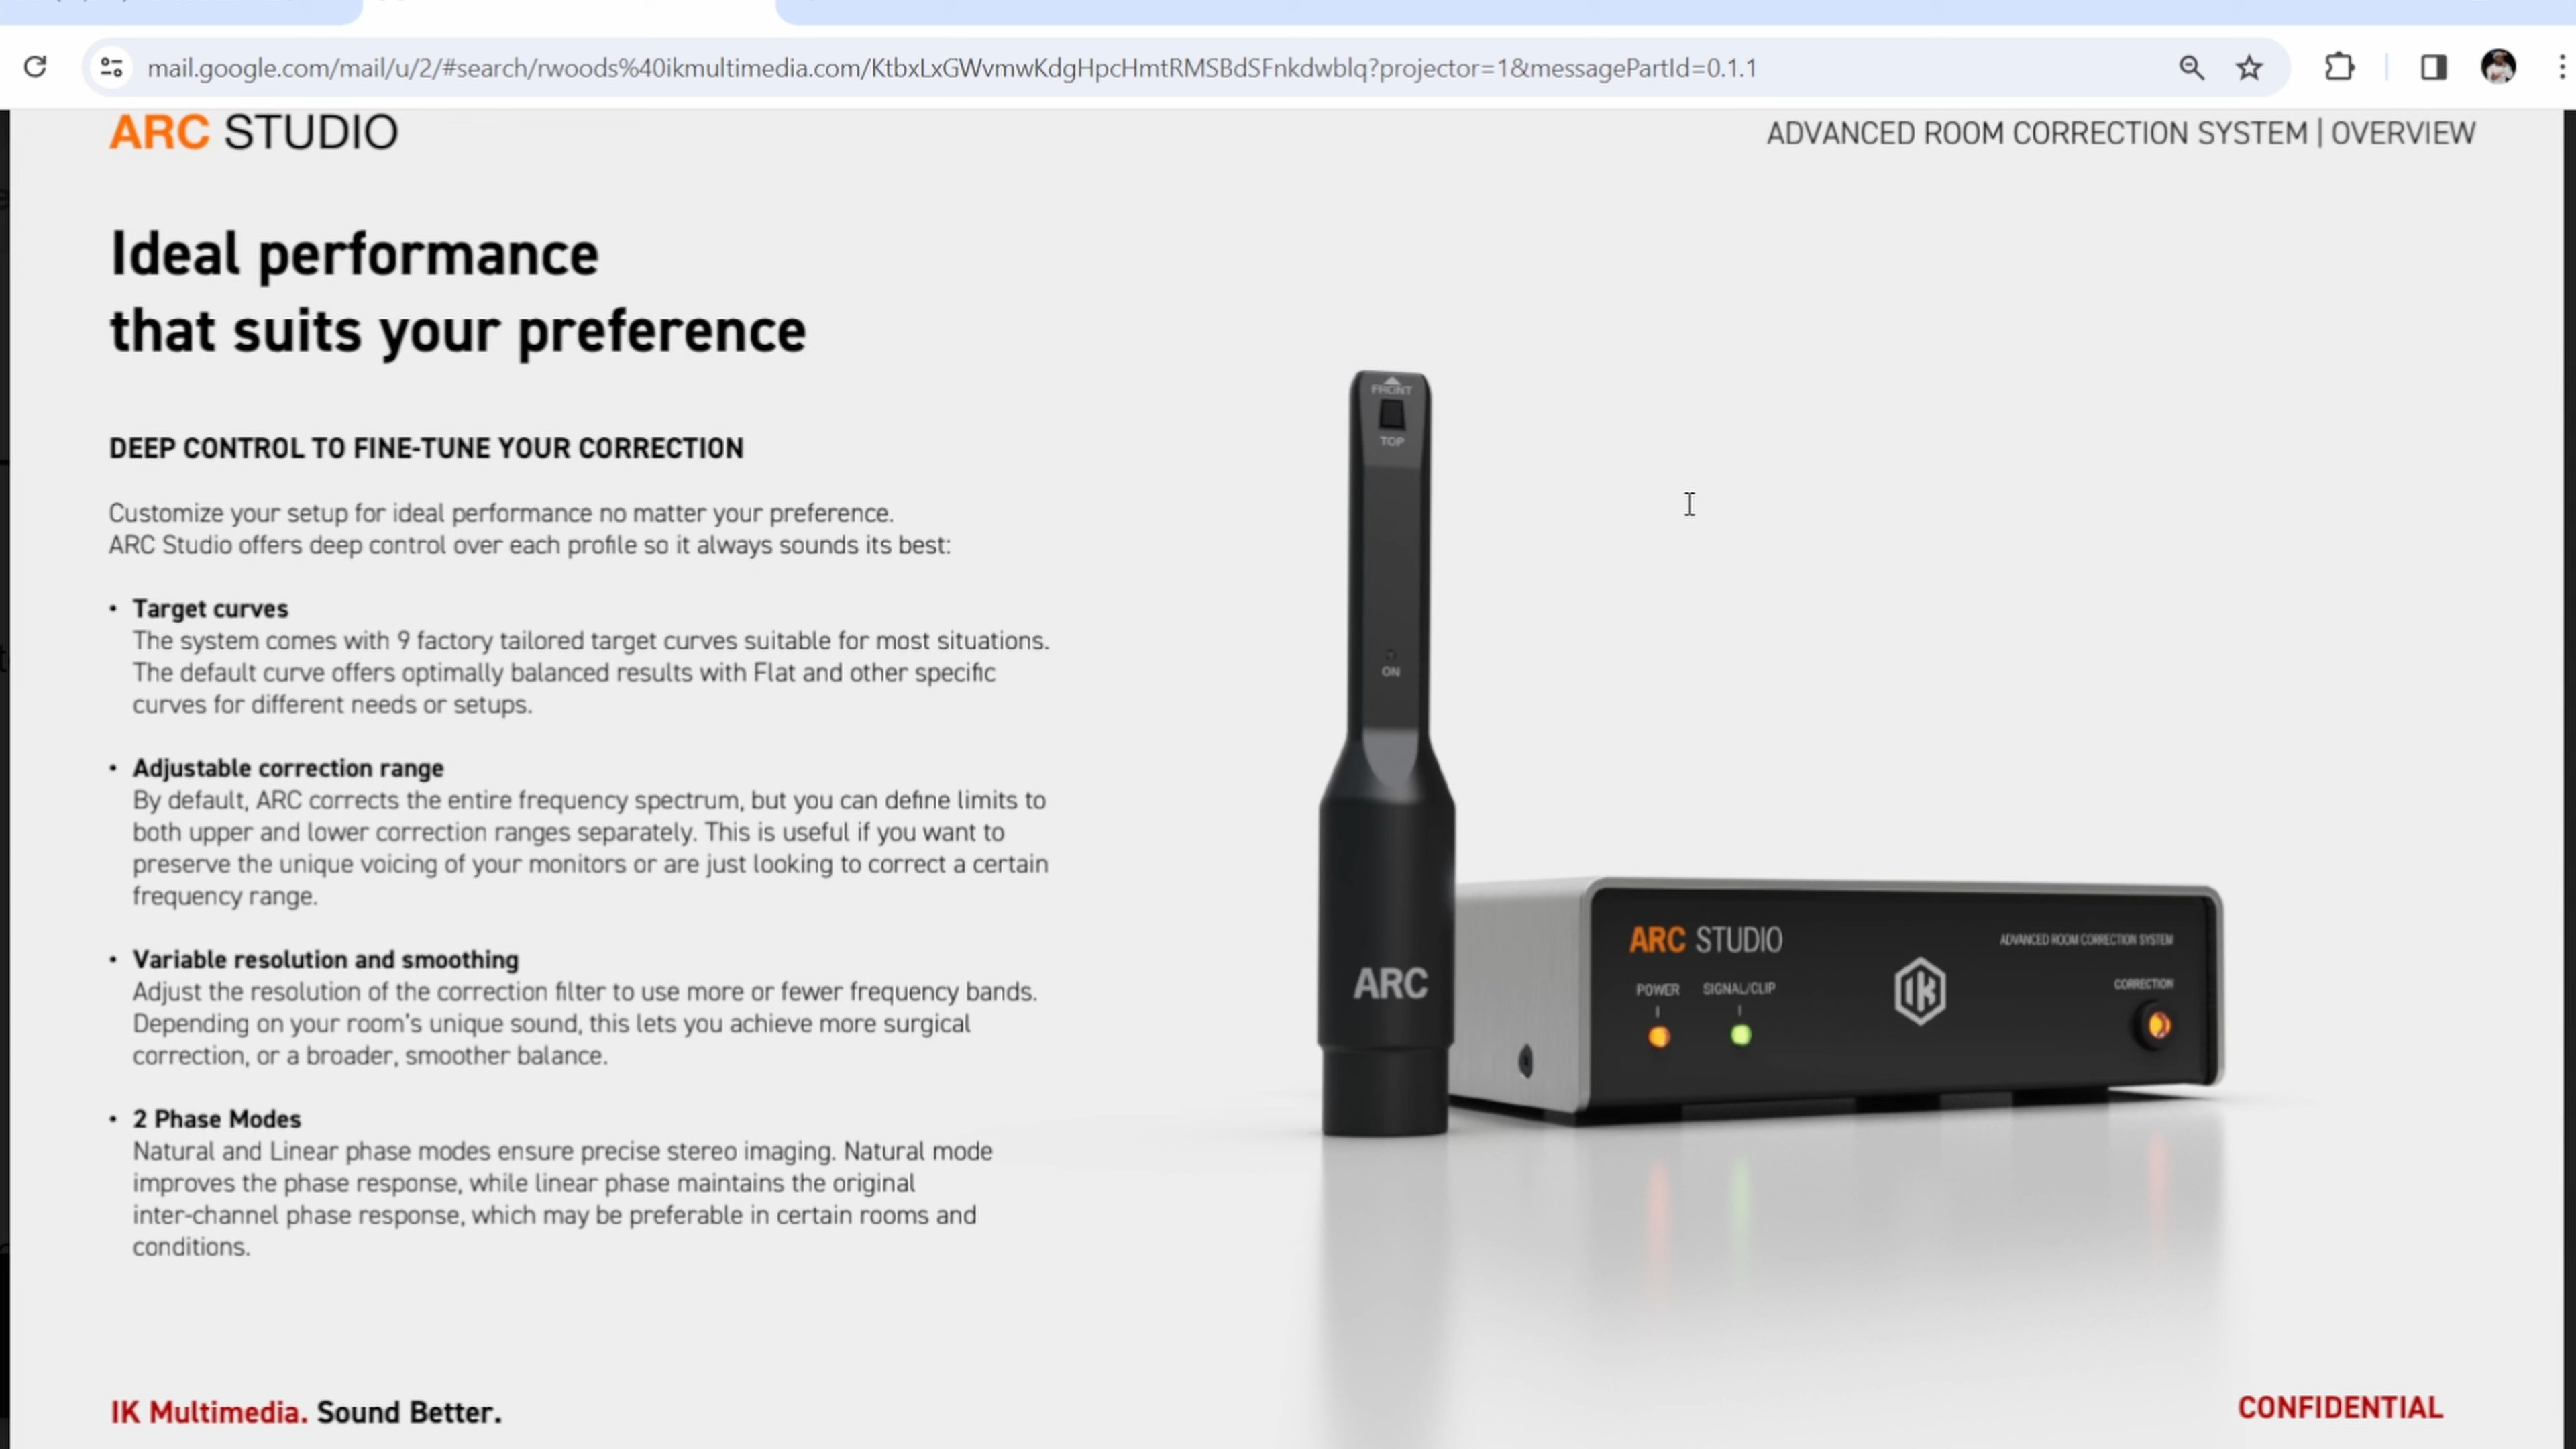 mail.google.com/mail/u/2/#search/rwoods%40ikmultimedia.com/KtbxLxGWvmwKdgHpcHmtRMSBdSFnkdwblq?projector=1&messagePartId=0.1.1
ARC STUDIO
ADVANCED ROOM CORRECTION SYSTEM | OVERVIEW
Ideal performance
that suits your preference
DEEP CONTROL TO FINE-TUNE YOUR CORRECTION
Customize your setup for ideal performance no matter your preference.
ARC Studio offers deep control over each profile so it always sounds its best:
• Target curves
The system comes with 9 factory tailored target curves suitable for most situations.
The default curve offers optimally balanced results with Flat and other specific
curves for different needs or setups.
• Adjustable correction range
By default, ARC corrects the entire frequency spectrum, but you can define limits to
both upper and lower correction ranges separately. This is useful if you want to
preserve the unique voicing of your monitors or are just looking to correct a certain
frequency range.
• Variable resolution and smoothing
Adjust the resolution of the correction filter to use more or fewer frequency bands.
Depending on your room's unique sound, this lets you achieve more surgical
correction, or a broader, smoother balance.
• 2 Phase Modes
Natural and Linear phase modes ensure precise stereo imaging. Natural mode
improves the phase response, while linear phase maintains the original
inter-channel phase response, which may be preferable in certain rooms and
conditions.
FRONT
TOP
ON
ARC
ARC STUDIO
ADVANCED ROOM CORRECTION SYSTEM
POWER
SIGNAL/CLIP
IK
CORRECTION
IK Multimedia. Sound Better.
CONFIDENTIAL